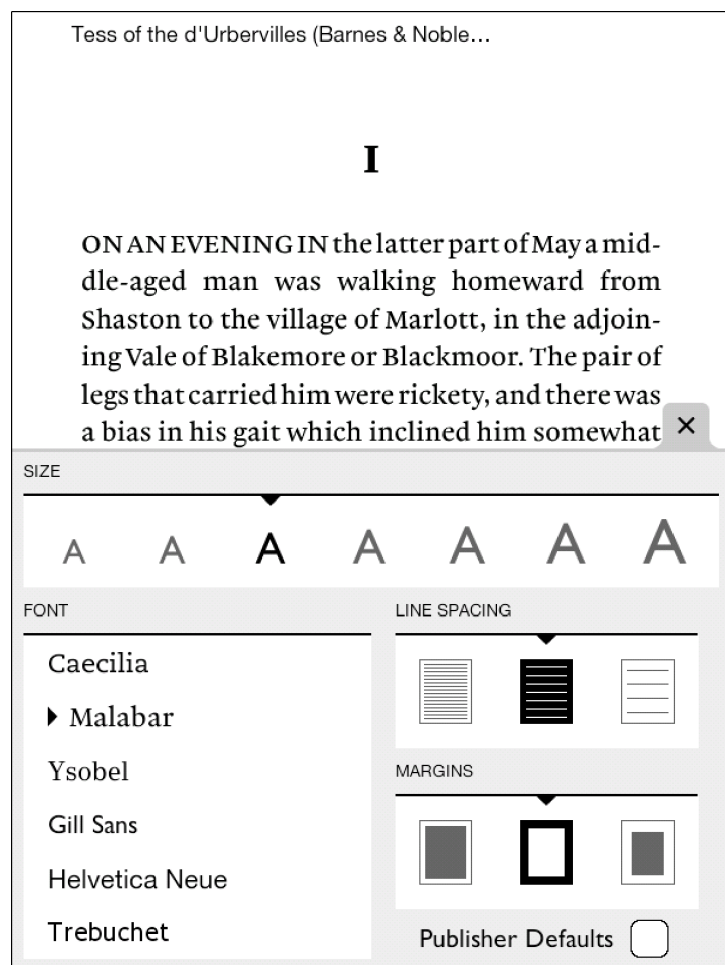 Tess of the d'Urbervilles (Barnes & Noble...
I
ON AN EVENING IN the latter part of May a mid-
dle-aged man was walking homeward from
Shaston to the village of Marlott, in the adjoin-
ing Vale of Blakemore or Blackmoor. The pair of
legs that carried him were rickety, and there was
a bias in his gait which inclined him somewhat
SIZE
A A A A A A A
FONT
Caecilia
Malabar
Ysobel
Gill Sans
Helvetica Neue
Trebuchet
LINE SPACING
MARGINS
Publisher Defaults